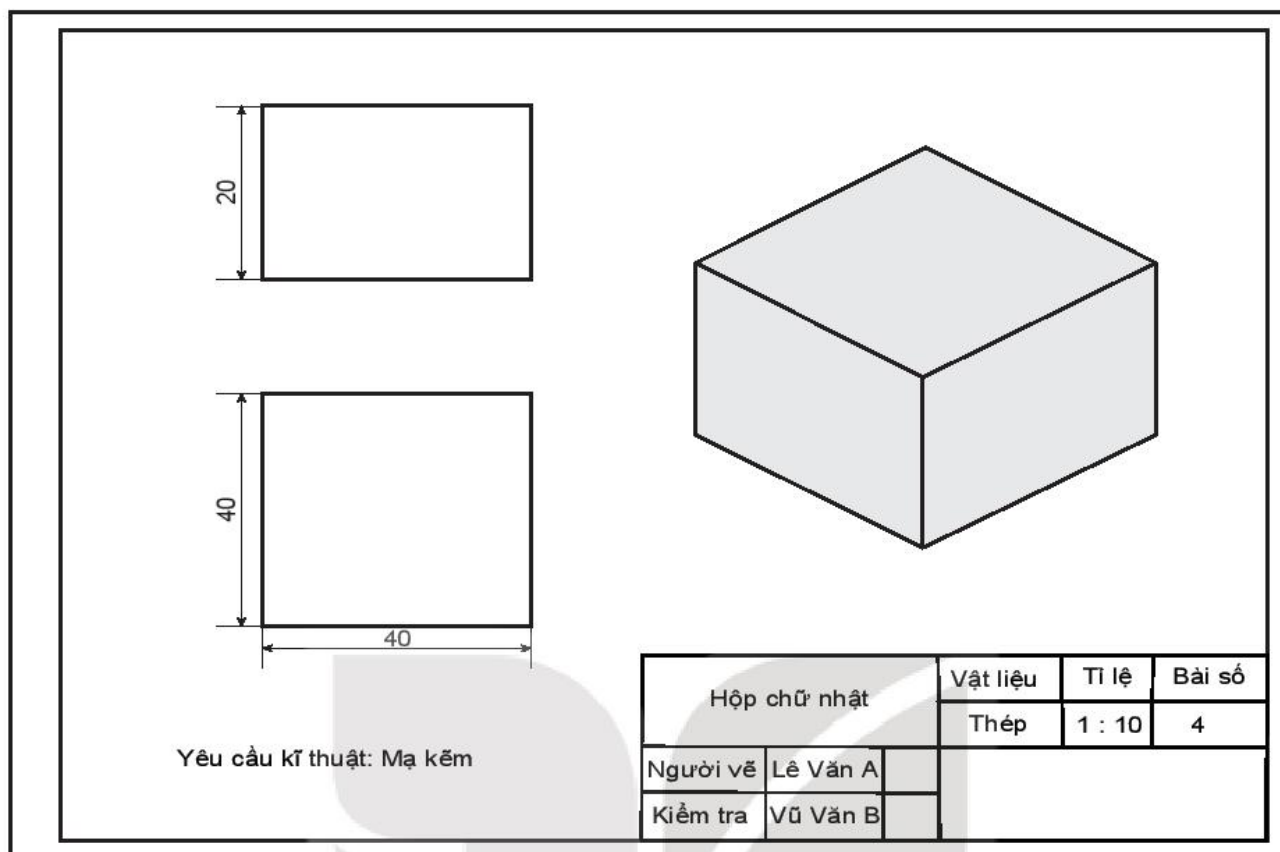 20
40
40
Yêu cầu kĩ thuật: Mạ kẽm
Hộp chữ nhật
Vật liệu Tỉ lệ Bài số
Thép 1 : 10 4
Người vẽ Lê Văn A
Kiểm tra Vũ Văn B